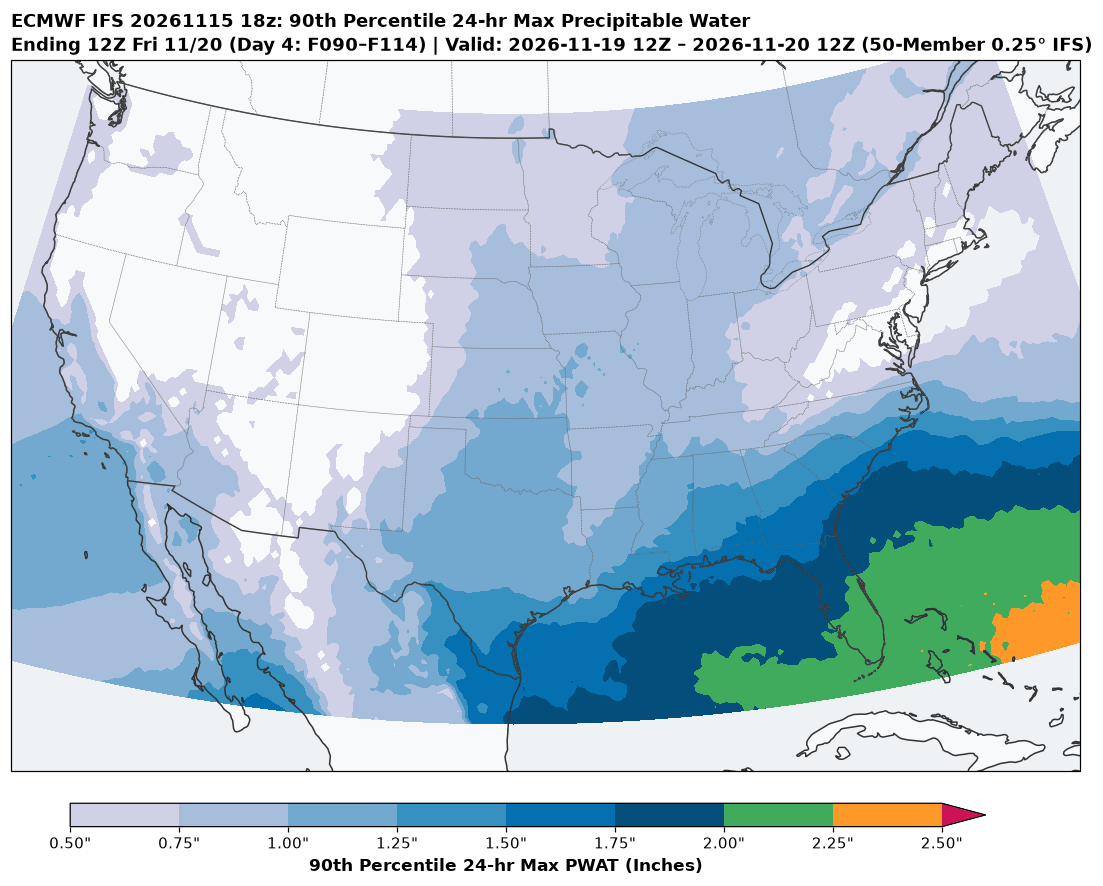 ECMWF IFS 20261115 18z: 90th Percentile 24-hr Max Precipitable Water
Ending 12Z Fri 11/20 (Day 4: F090–F114) | Valid: 2026-11-19 12Z – 2026-11-20 12Z (50-Member 0.25° IFS)
0.50" 0.75" 1.00" 1.25" 1.50" 1.75" 2.00" 2.25" 2.50"
90th Percentile 24-hr Max PWAT (Inches)